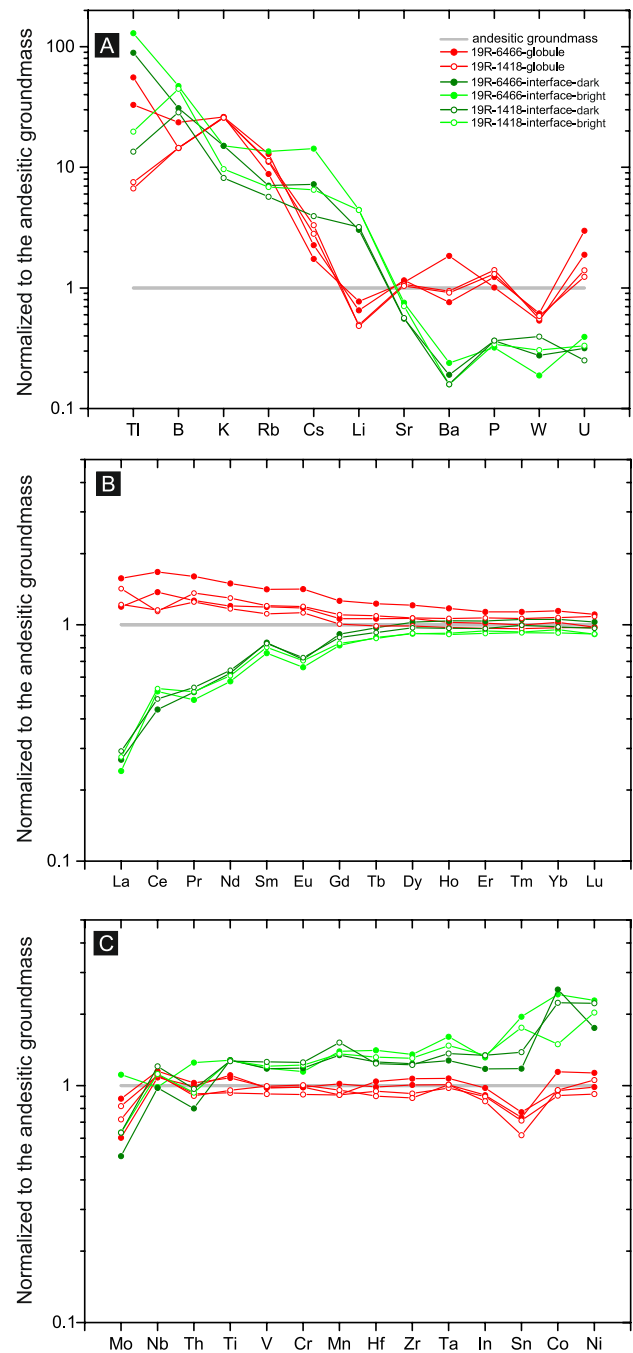 A
100
10
1
0.1
Normalized to the andesitic groundmass
andesitic groundmass
19R-6466-globule
19R-1418-globule
19R-6466-interface-dark
19R-6466-interface-bright
19R-1418-interface-dark
19R-1418-interface-bright
Tl B K Rb Cs Li Sr Ba P W U
B
1
0.1
Normalized to the andesitic groundmass
La Ce Pr Nd Sm Eu Gd Tb Dy Ho Er Tm Yb Lu
C
1
0.1
Normalized to the andesitic groundmass
Mo Nb Th Ti V Cr Mn Hf Zr Ta In Sn Co Ni